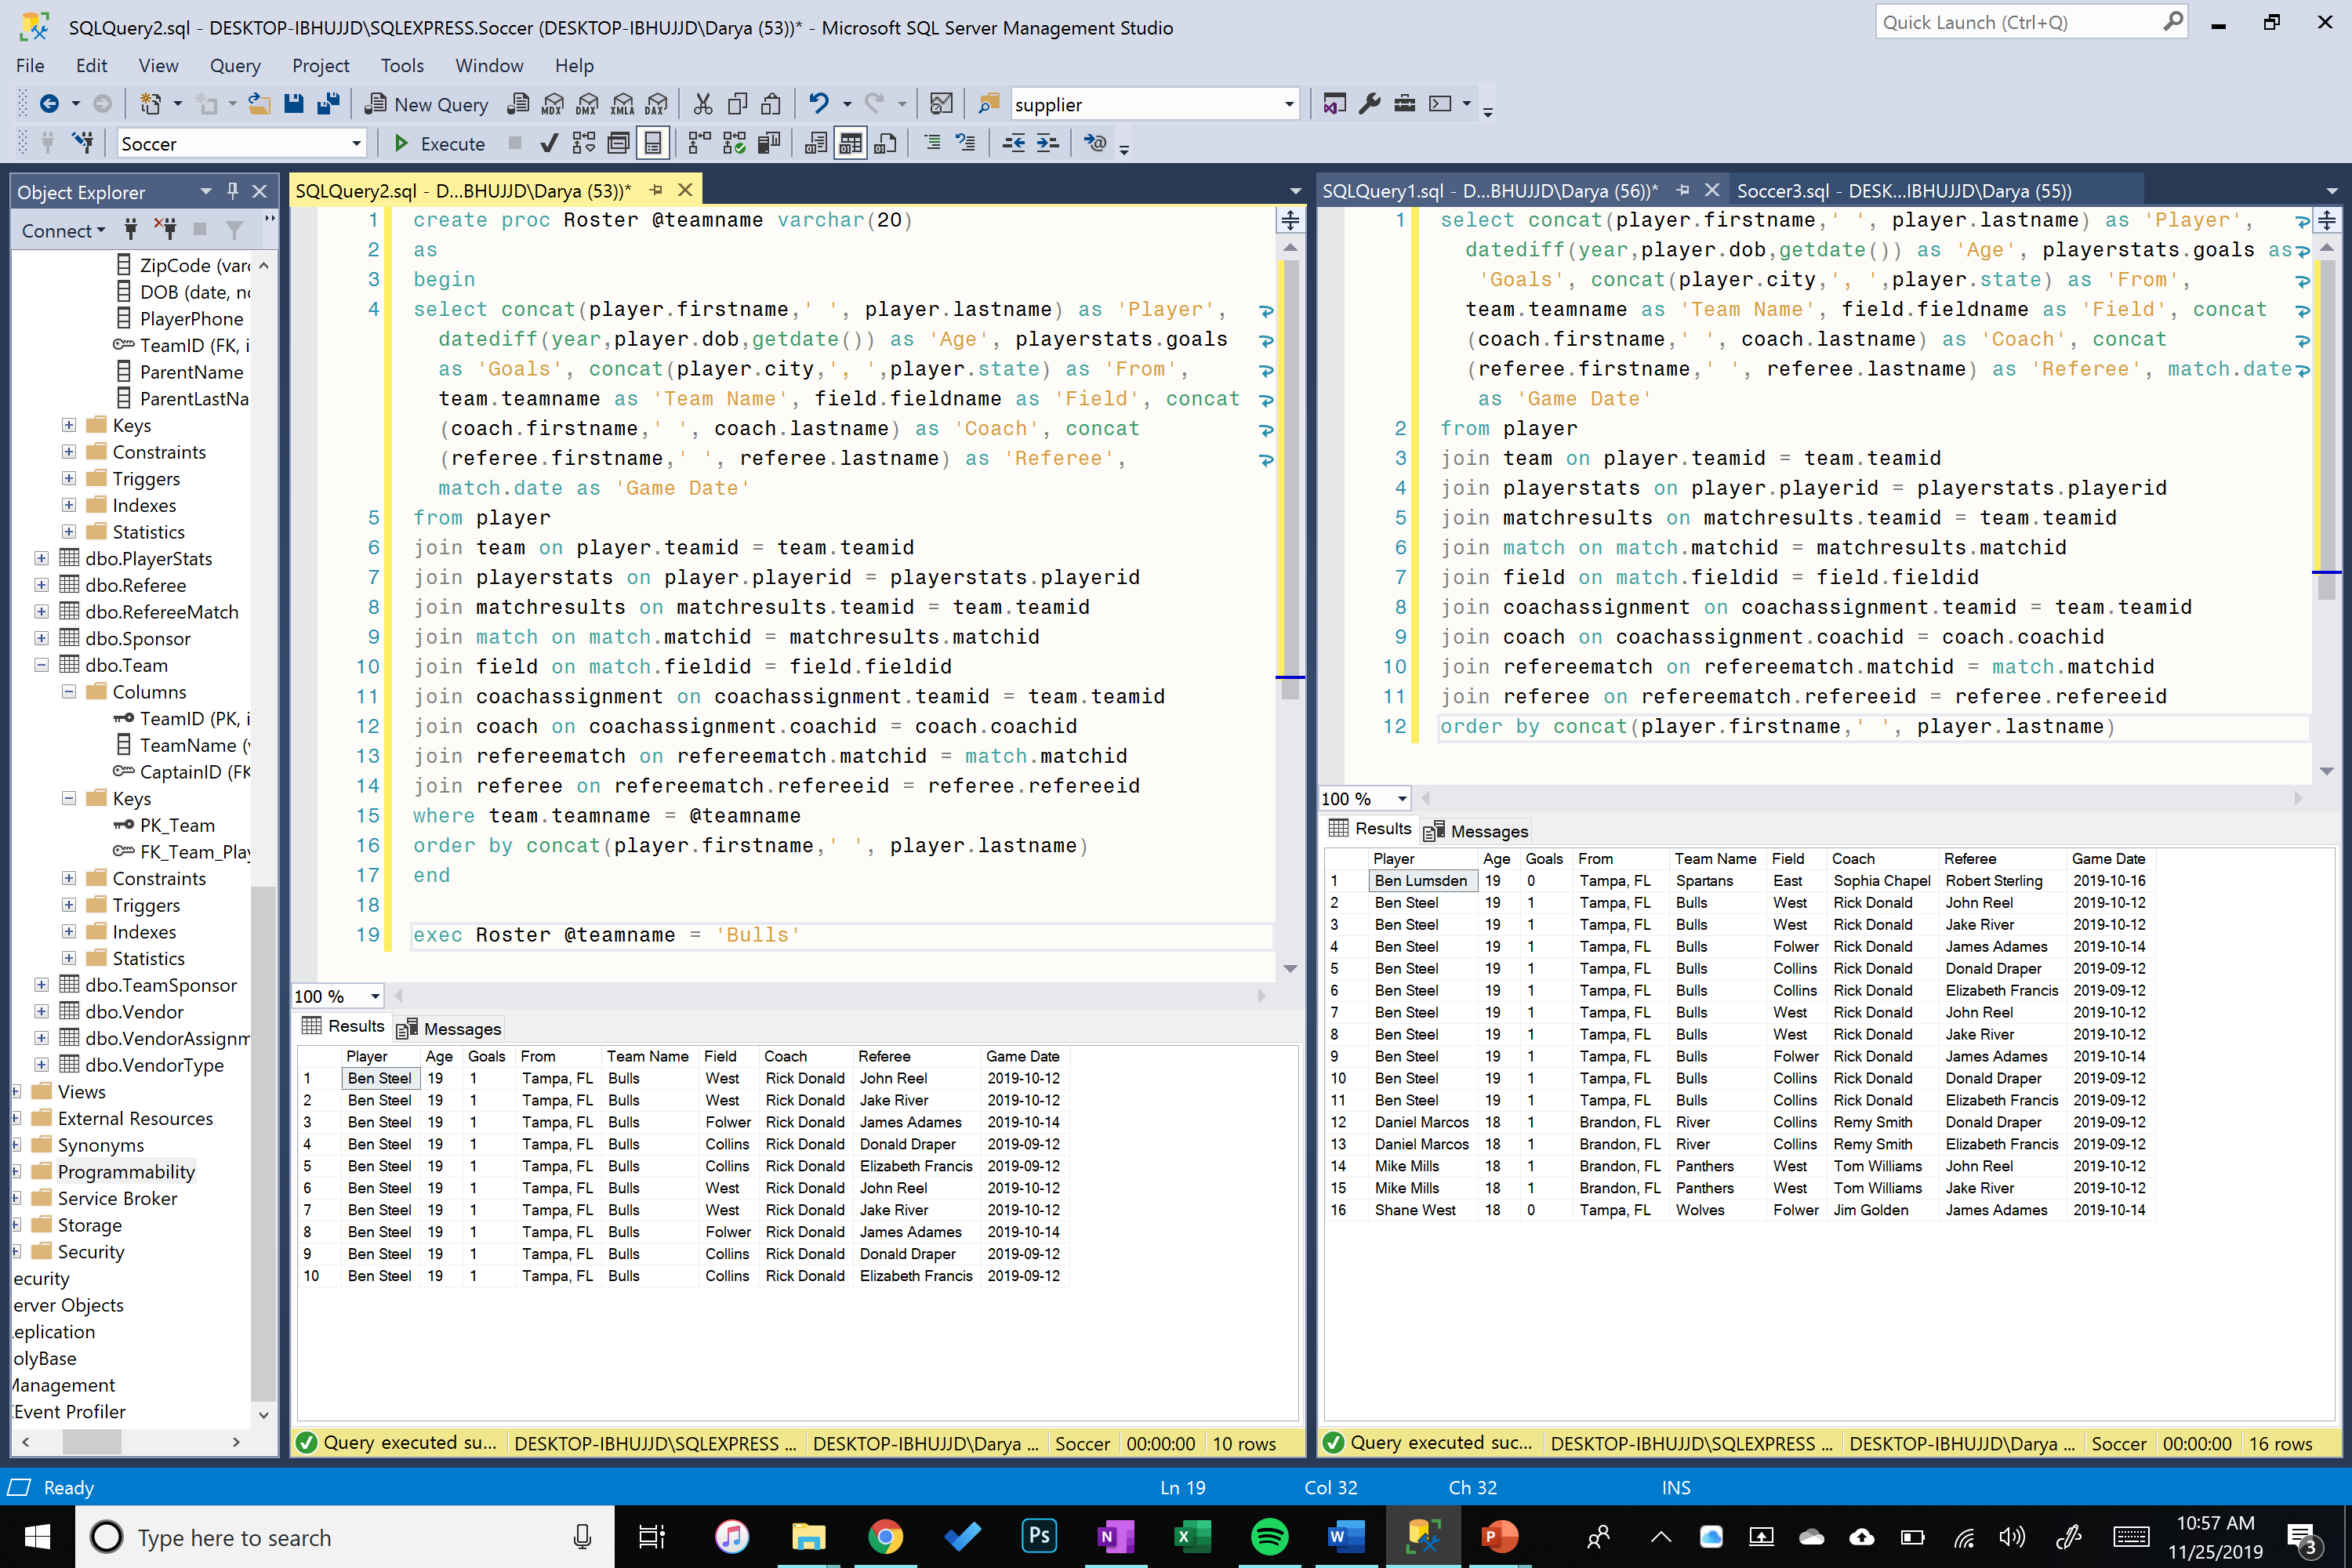 SQLQuery2.sql - DESKTOP-IBHUJJD\SQLEXPRESS.Soccer (DESKTOP-IBHUJJD\Darya (53))* - Microsoft SQL Server Management Studio
Quick Launch (Ctrl+Q)
File Edit View Query Project Tools Window Help
New Query MDX DMX XMLA DAX supplier
Soccer Execute
Object Explorer
Connect
ZipCode (varc
DOB (date, no
PlayerPhone
TeamID (FK, i
ParentName
ParentLastNa
Keys
Constraints
Triggers
Indexes
Statistics
dbo.PlayerStats
dbo.Referee
dbo.RefereeMatch
dbo.Sponsor
dbo.Team
Columns
TeamID (PK, i
TeamName (v
CaptainID (FK
Keys
PK_Team
FK_Team_Play
Constraints
Triggers
Indexes
Statistics
dbo.TeamSponsor
dbo.Vendor
dbo.VendorAssignm
dbo.VendorType
Views
External Resources
Synonyms
Programmability
Service Broker
Storage
Security
ecurity
erver Objects
eplication
olyBase
Management
Event Profiler
SQLQuery2.sql - D...BHUJJD\Darya (53))*
1 create proc Roster @teamname varchar(20)
2 as
3 begin
4 select concat(player.firstname,' ', player.lastname) as 'Player',
datediff(year,player.dob,getdate()) as 'Age', playerstats.goals
as 'Goals', concat(player.city,', ',player.state) as 'From',
team.teamname as 'Team Name', field.fieldname as 'Field', concat
(coach.firstname,' ', coach.lastname) as 'Coach', concat
(referee.firstname,' ', referee.lastname) as 'Referee',
match.date as 'Game Date'
5 from player
6 join team on player.teamid = team.teamid
7 join playerstats on player.playerid = playerstats.playerid
8 join matchresults on matchresults.teamid = team.teamid
9 join match on match.matchid = matchresults.matchid
10 join field on match.fieldid = field.fieldid
11 join coachassignment on coachassignment.teamid = team.teamid
12 join coach on coachassignment.coachid = coach.coachid
13 join refereematch on refereematch.matchid = match.matchid
14 join referee on refereematch.refereeid = referee.refereeid
15 where team.teamname = @teamname
16 order by concat(player.firstname,' ', player.lastname)
17 end
18
19 exec Roster @teamname = 'Bulls'
100 %
Results Messages
Player Age Goals From Team Name Field Coach Referee Game Date
1 Ben Steel 19 1 Tampa, FL Bulls West Rick Donald John Reel 2019-10-12
2 Ben Steel 19 1 Tampa, FL Bulls West Rick Donald Jake River 2019-10-12
3 Ben Steel 19 1 Tampa, FL Bulls Folwer Rick Donald James Adames 2019-10-14
4 Ben Steel 19 1 Tampa, FL Bulls Collins Rick Donald Donald Draper 2019-09-12
5 Ben Steel 19 1 Tampa, FL Bulls Collins Rick Donald Elizabeth Francis 2019-09-12
6 Ben Steel 19 1 Tampa, FL Bulls West Rick Donald John Reel 2019-10-12
7 Ben Steel 19 1 Tampa, FL Bulls West Rick Donald Jake River 2019-10-12
8 Ben Steel 19 1 Tampa, FL Bulls Folwer Rick Donald James Adames 2019-10-14
9 Ben Steel 19 1 Tampa, FL Bulls Collins Rick Donald Donald Draper 2019-09-12
10 Ben Steel 19 1 Tampa, FL Bulls Collins Rick Donald Elizabeth Francis 2019-09-12
Query executed su... DESKTOP-IBHUJJD\SQLEXPRESS ... DESKTOP-IBHUJJD\Darya ... Soccer 00:00:00 10 rows
SQLQuery1.sql - D...BHUJJD\Darya (56))* Soccer3.sql - DESK...IBHUJJD\Darya (55))
1 select concat(player.firstname,' ', player.lastname) as 'Player',
datediff(year,player.dob,getdate()) as 'Age', playerstats.goals as
'Goals', concat(player.city,', ',player.state) as 'From',
team.teamname as 'Team Name', field.fieldname as 'Field', concat
(coach.firstname,' ', coach.lastname) as 'Coach', concat
(referee.firstname,' ', referee.lastname) as 'Referee', match.date
as 'Game Date'
2 from player
3 join team on player.teamid = team.teamid
4 join playerstats on player.playerid = playerstats.playerid
5 join matchresults on matchresults.teamid = team.teamid
6 join match on match.matchid = matchresults.matchid
7 join field on match.fieldid = field.fieldid
8 join coachassignment on coachassignment.teamid = team.teamid
9 join coach on coachassignment.coachid = coach.coachid
10 join refereematch on refereematch.matchid = match.matchid
11 join referee on refereematch.refereeid = referee.refereeid
12 order by concat(player.firstname,' ', player.lastname)
100 %
Results Messages
Player Age Goals From Team Name Field Coach Referee Game Date
1 Ben Lumsden 19 0 Tampa, FL Spartans East Sophia Chapel Robert Sterling 2019-10-16
2 Ben Steel 19 1 Tampa, FL Bulls West Rick Donald John Reel 2019-10-12
3 Ben Steel 19 1 Tampa, FL Bulls West Rick Donald Jake River 2019-10-12
4 Ben Steel 19 1 Tampa, FL Bulls Folwer Rick Donald James Adames 2019-10-14
5 Ben Steel 19 1 Tampa, FL Bulls Collins Rick Donald Donald Draper 2019-09-12
6 Ben Steel 19 1 Tampa, FL Bulls Collins Rick Donald Elizabeth Francis 2019-09-12
7 Ben Steel 19 1 Tampa, FL Bulls West Rick Donald John Reel 2019-10-12
8 Ben Steel 19 1 Tampa, FL Bulls West Rick Donald Jake River 2019-10-12
9 Ben Steel 19 1 Tampa, FL Bulls Folwer Rick Donald James Adames 2019-10-14
10 Ben Steel 19 1 Tampa, FL Bulls Collins Rick Donald Donald Draper 2019-09-12
11 Ben Steel 19 1 Tampa, FL Bulls Collins Rick Donald Elizabeth Francis 2019-09-12
12 Daniel Marcos 18 1 Brandon, FL River Collins Remy Smith Donald Draper 2019-09-12
13 Daniel Marcos 18 1 Brandon, FL River Collins Remy Smith Elizabeth Francis 2019-09-12
14 Mike Mills 18 1 Brandon, FL Panthers West Tom Williams John Reel 2019-10-12
15 Mike Mills 18 1 Brandon, FL Panthers West Tom Williams Jake River 2019-10-12
16 Shane West 18 0 Tampa, FL Wolves Folwer Jim Golden James Adames 2019-10-14
Query executed suc... DESKTOP-IBHUJJD\SQLEXPRESS ... DESKTOP-IBHUJJD\Darya ... Soccer 00:00:00 16 rows
Ready Ln 19 Col 32 Ch 32 INS
Type here to search Ps N X W P
10:57 AM
11/25/2019
3